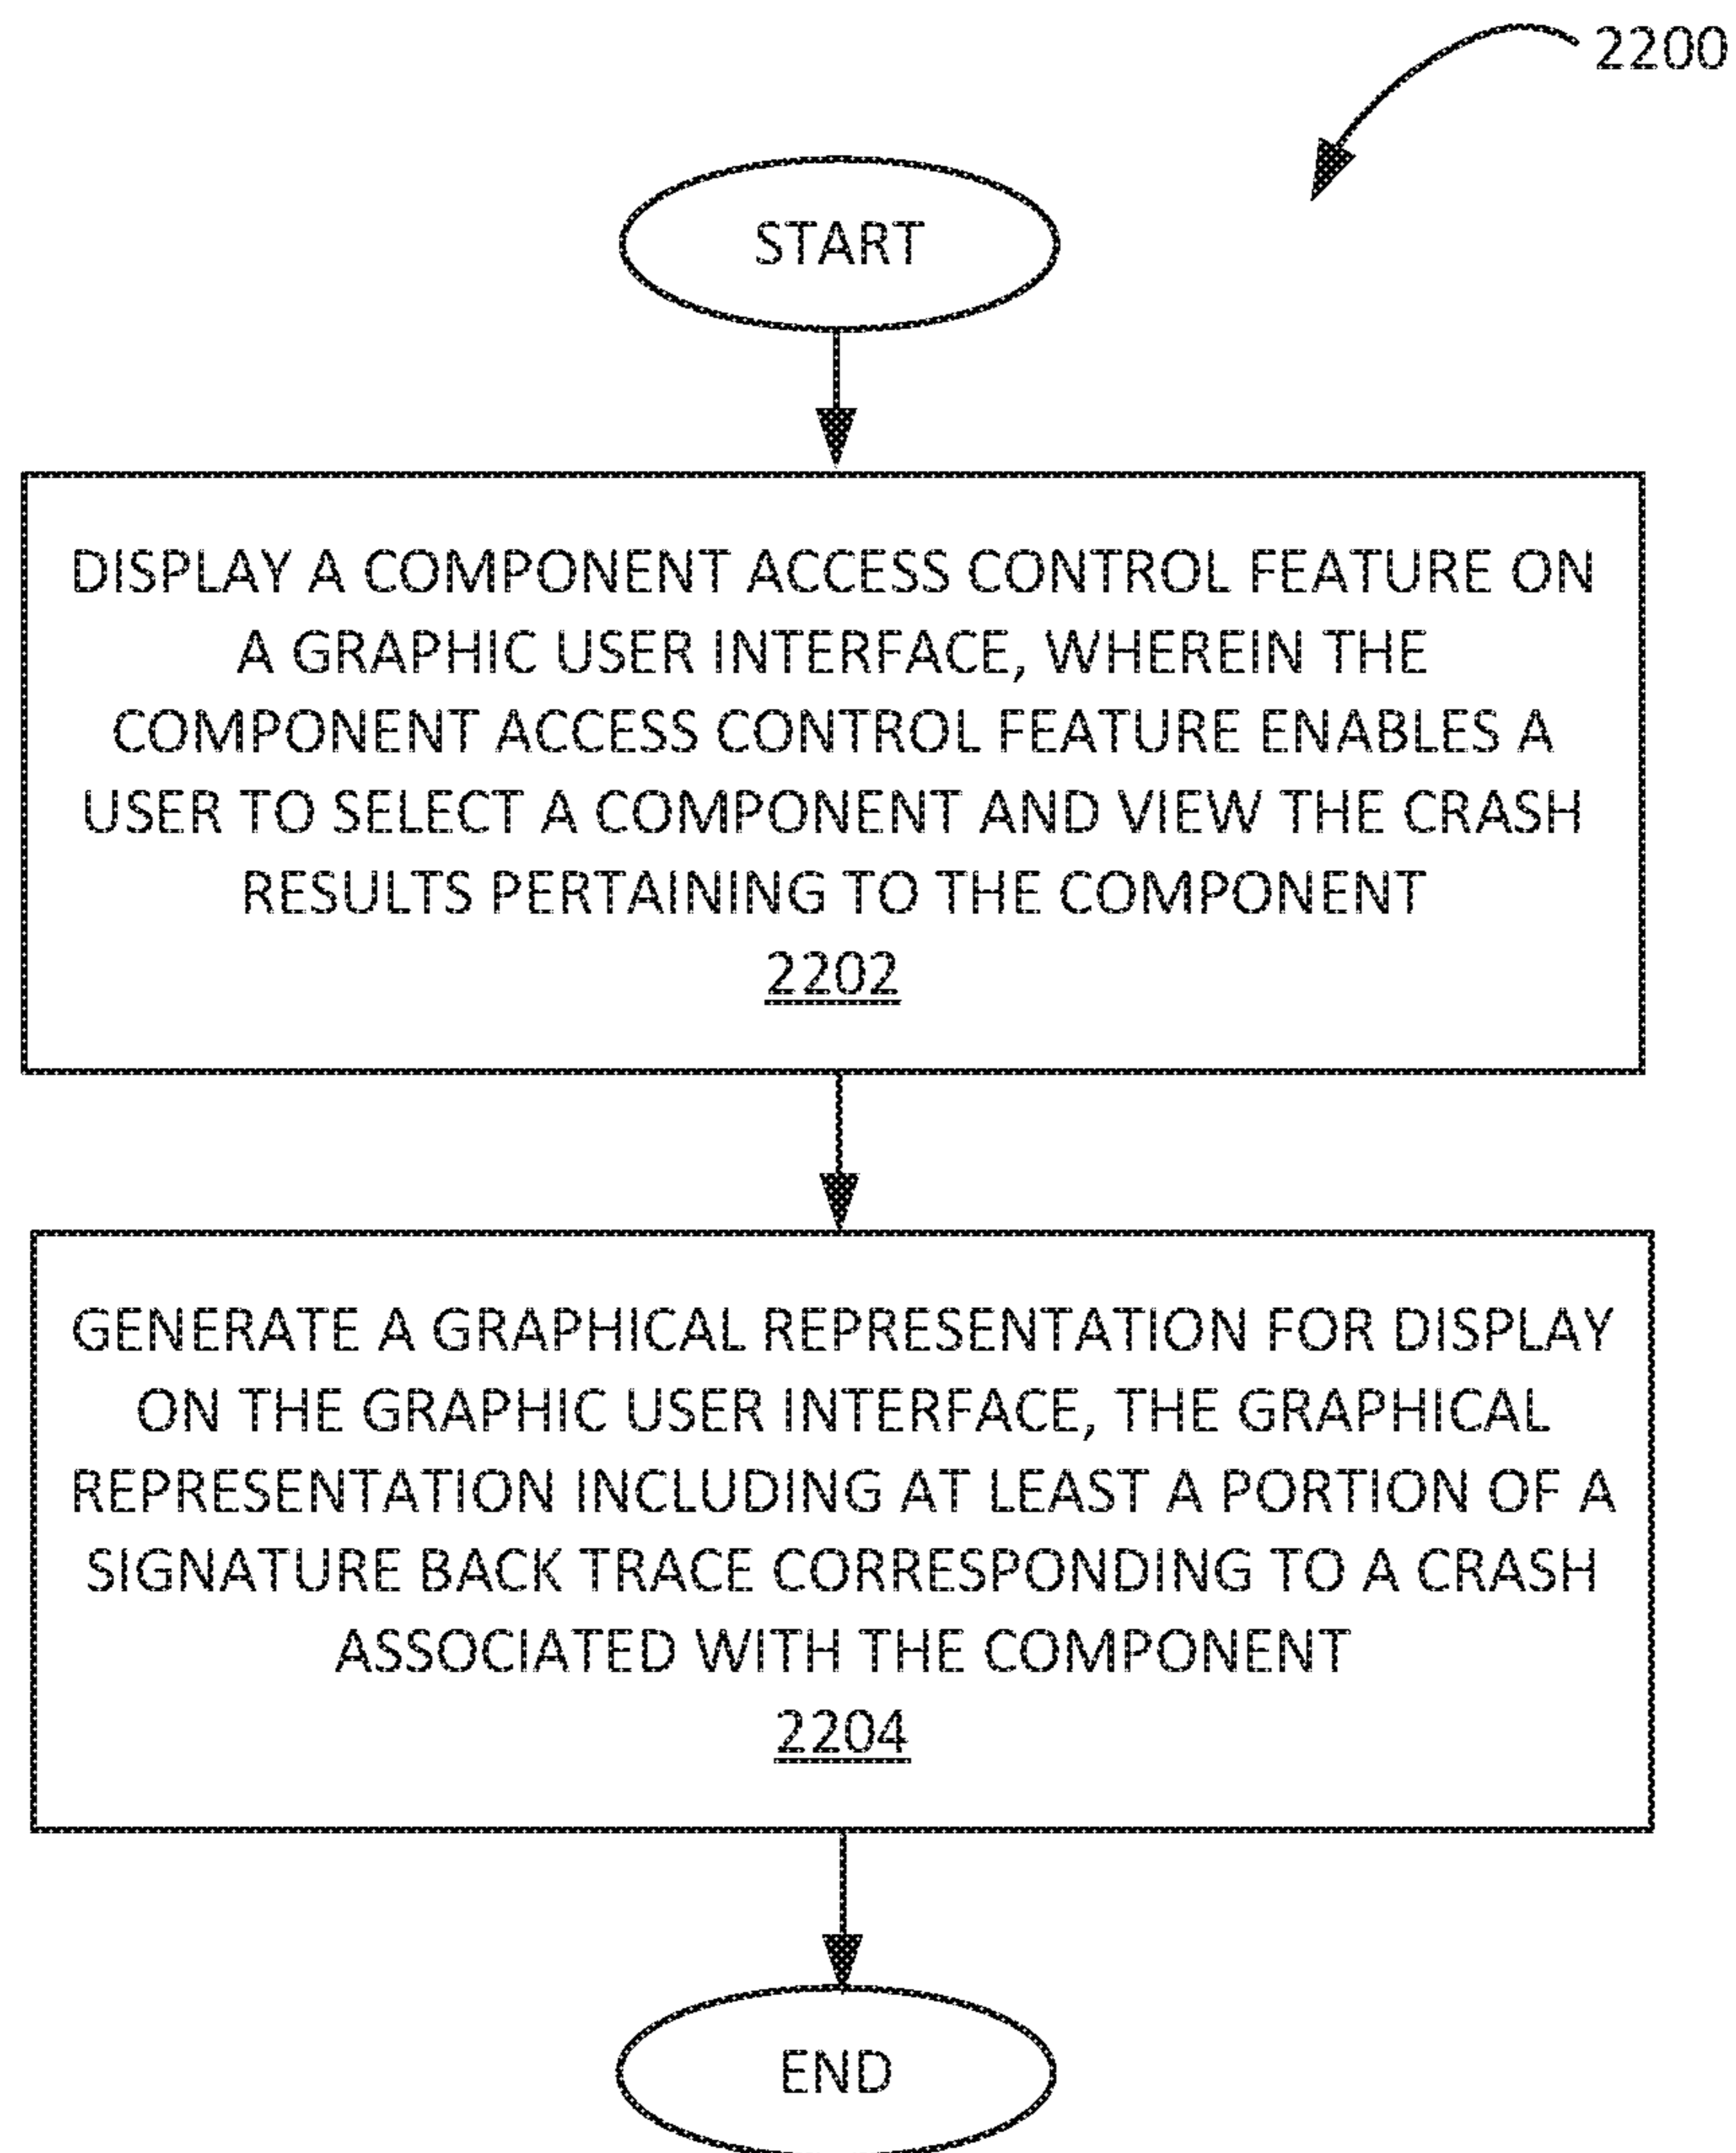 2200
START
DISPLAY A COMPONENT ACCESS CONTROL FEATURE ON
A GRAPHIC USER INTERFACE, WHEREIN THE
COMPONENT ACCESS CONTROL FEATURE ENABLES A
USER TO SELECT A COMPONENT AND VIEW THE CRASH
RESULTS PERTAINING TO THE COMPONENT
2202
GENERATE A GRAPHICAL REPRESENTATION FOR DISPLAY
ON THE GRAPHIC USER INTERFACE, THE GRAPHICAL
REPRESENTATION INCLUDING AT LEAST A PORTION OF A
SIGNATURE BACK TRACE CORRESPONDING TO A CRASH
ASSOCIATED WITH THE COMPONENT
2204
END